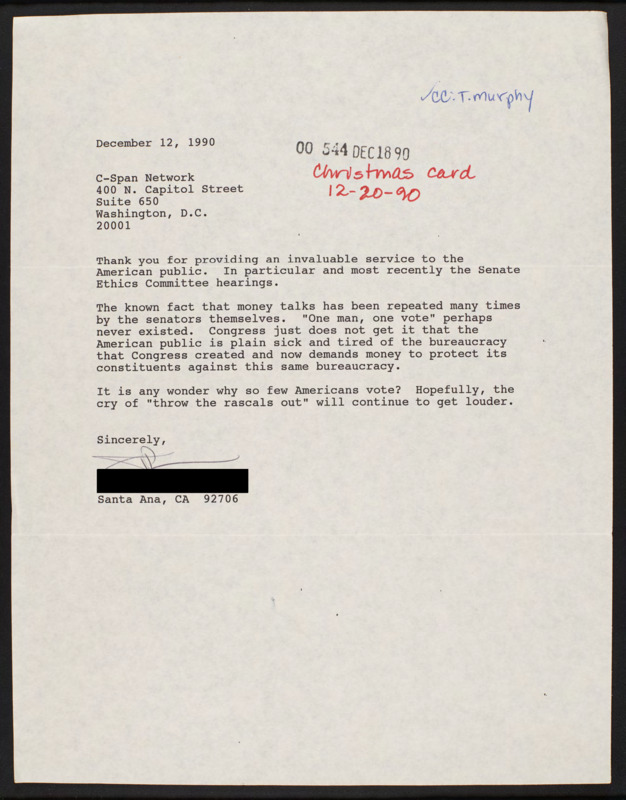 ✓cc: T. Murphy
December 12, 1990
00 544 DEC 18 90
Christmas card
12-20-90
C-Span Network
400 N. Capitol Street
Suite 650
Washington, D.C.
20001
Thank you for providing an invaluable service to the
American public.  In particular and most recently the Senate
Ethics Committee hearings.
The known fact that money talks has been repeated many times
by the senators themselves.  "One man, one vote" perhaps
never existed.  Congress just does not get it that the
American public is plain sick and tired of the bureaucracy
that Congress created and now demands money to protect its
constituents against this same bureaucracy.
It is any wonder why so few Americans vote?  Hopefully, the
cry of "throw the rascals out" will continue to get louder.
Sincerely,
Santa Ana, CA  92706